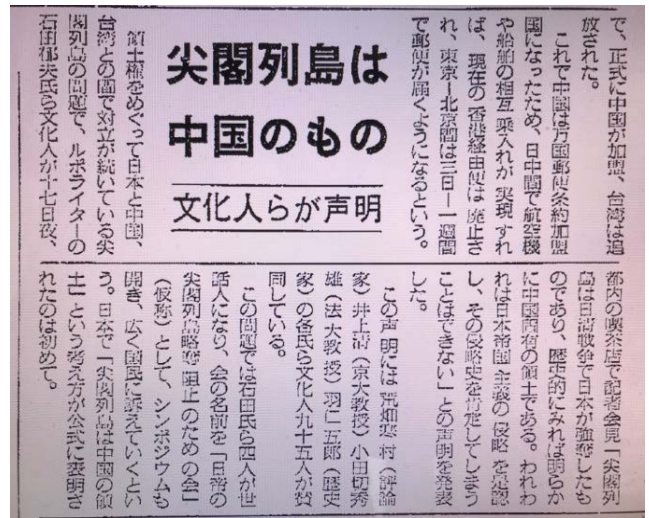 で、正式に中国が加盟、台湾は追
放された。
これで中国は万国郵便条約加盟
国になったため、日中間で航空機
や船舶の相互乗入れが実現すれ
ば、現在の香港経由便は廃止さ
れ、東京―北京間は三日―一週間
で郵便が届くようになるという。
尖閣列島は
中国のもの
文化人らが声明
領土権をめぐって日本と中国、
台湾との間で対立が続いている尖
閣列島の問題で、ルポライターの
石田郁夫氏ら文化人が十七日夜、
都内の喫茶店で記者会見「尖閣列
島は日清戦争で日本が強奪したも
のであり、歴史的にみれば明らか
に中国固有の領土である。われわ
れは日本帝国主義の侵略を是認
し、その侵略史を肯定してしまう
ことはできない」との声明を発表
した。
この声明には荒畑寒村(評論
家)井上清(京大教授)小田切秀
雄(法大教授)羽仁五郎(歴史
家)の各氏ら文化人九十五人が賛
同している。
この問題では石田氏ら四人が世
話人になり、会の名前を「日帝の
尖閣列島略奪阻止のための会」
(仮称)として、シンポジウムも
開き、広く国民に訴えていくとい
う。日本で「尖閣列島は中国の領
土」という考え方が公式に表明さ
れたのは初めて。